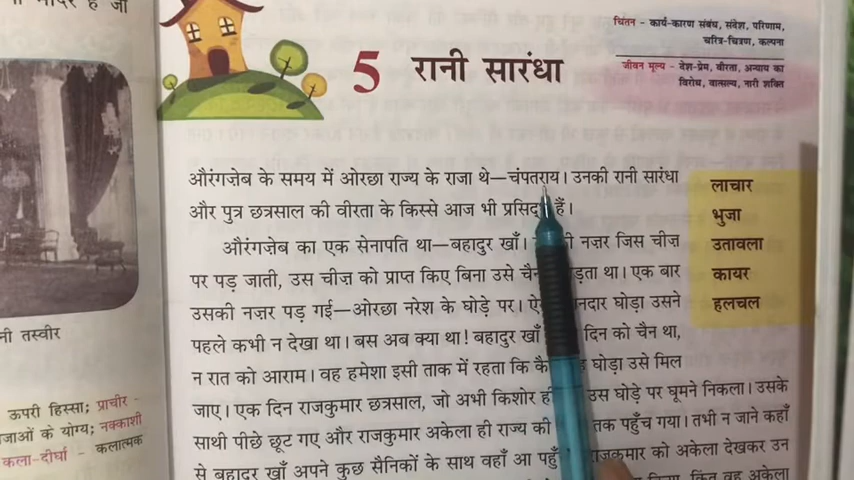 चिंतन - कार्य-कारण संबंध, संदेश, परिणाम,
चरित्र-चित्रण, कल्पना
जीवन मूल्य - देश-प्रेम, वीरता, अन्याय का
विरोध, वात्सल्य, नारी शक्ति
5 रानी सारंधा
औरंगज़ेब के समय में ओरछा राज्य के राजा थे—चंपतराय। उनकी रानी सारंधा
और पुत्र छत्रसाल की वीरता के किस्से आज भी प्रसिद्ध हैं।
औरंगज़ेब का एक सेनापति था—बहादुर खाँ। नज़र जिस चीज़
पर पड़ जाती, उस चीज़ को प्राप्त किए बिना उसे था। एक बार
उसकी नज़र पड़ गई—ओरछा नरेश के घोड़े पर। घोड़ा उसने
पहले कभी न देखा था। बस अब क्या था! बहादुर खाँ दिन को चैन था,
न रात को आराम। वह हमेशा इसी ताक में रहता कि घोड़ा उसे मिल
जाए। एक दिन राजकुमार छत्रसाल, जो अभी किशोर ही उस घोड़े पर घूमने निकला। उसके
साथी पीछे छूट गए और राजकुमार अकेला ही राज्य की तक पहुँच गया। तभी न जाने कहाँ
से बहादुर खाँ अपने कुछ सैनिकों के साथ वहाँ आ राजकुमार को अकेला देखकर उन
किंतु वह अकेला
लाचार
भुजा
उतावला
कायर
हलचल
नी तस्वीर
ऊपरी हिस्सा; प्राचीर -
जाओं के योग्य; नक्काशी
कला-दीर्घा - कलात्मक